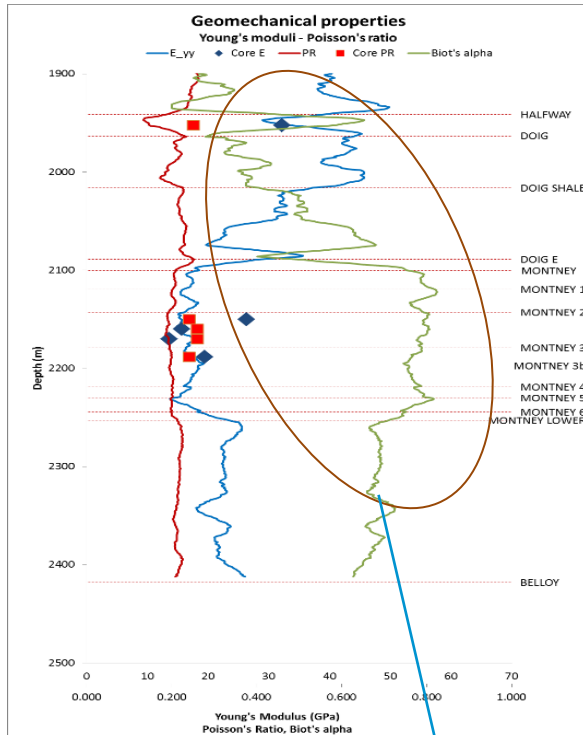 Geomechanical properties
Young's moduli - Poisson's ratio
E_yy Core E PR Core PR Biot's alpha
1900
HALFWAY
DOIG
2000
DOIG SHALE
DOIG E
2100
MONTNEY
MONTNEY 1
MONTNEY 2
MONTNEY 3
2200
MONTNEY 3b
MONTNEY 4
MONTNEY 5
MONTNEY 6
MONTNEY LOWER
2300
2400
BELLOY
2500
Depth (m)
0 10 20 30 40 50 60 70
0.000 0.200 0.400 0.600 0.800 1.000
Young's Modulus (GPa)
Poisson's Ratio, Biot's alpha